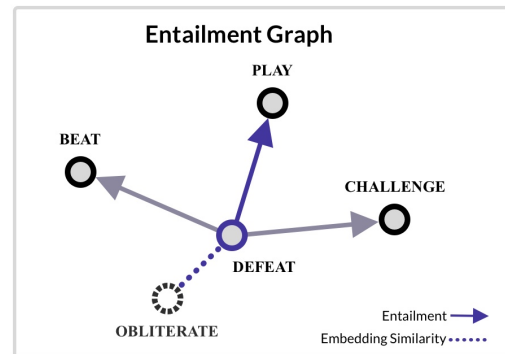 Entailment Graph
PLAY
BEAT
CHALLENGE
DEFEAT
OBLITERATE
Entailment
Embedding Similarity